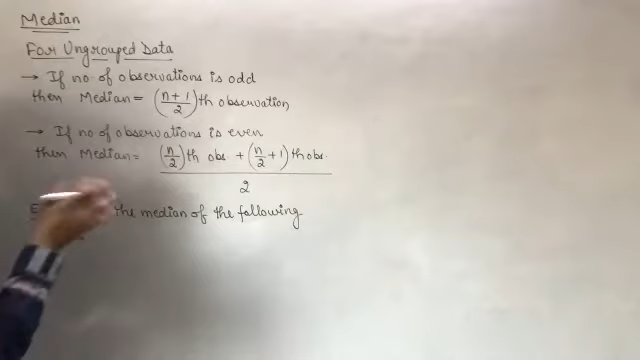 Median
For Ungrouped Data
→ If no of observations is odd
then Median = (n+1/2)th observation
→ If no of observations is even
then Median = (n/2)th obs + (n/2+1)th obs.
2
the median of the following